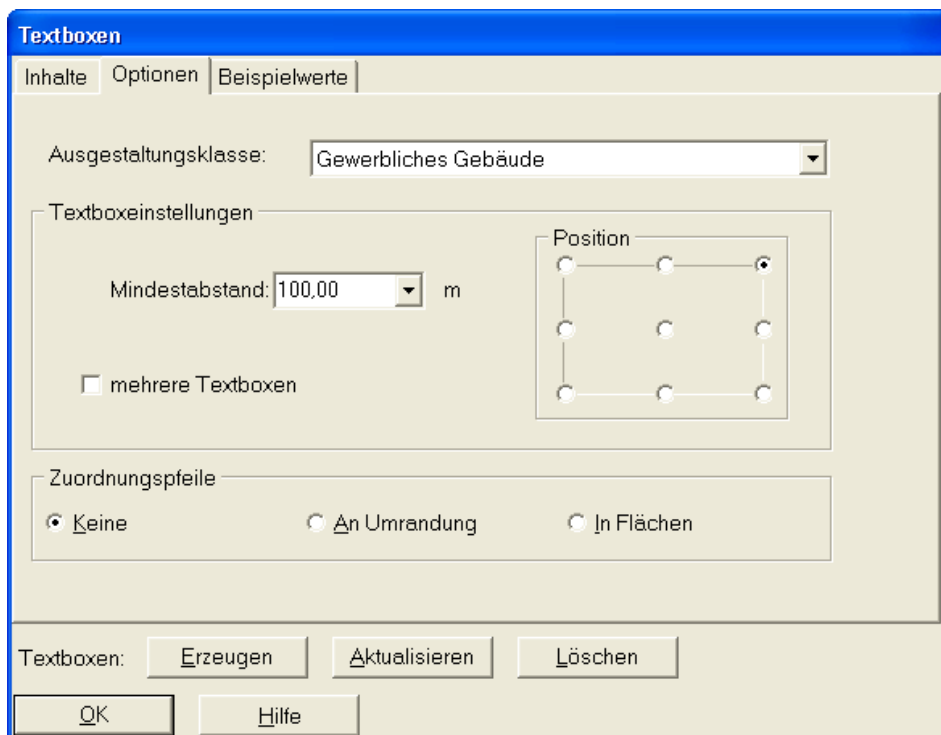 Textboxen
Inhalte Optionen Beispielwerte
Ausgestaltungsklasse: Gewerbliches Gebäude
Textboxeinstellungen
Position
Mindestabstand: 100,00 m
mehrere Textboxen
Zuordnungspfeile
Keine An Umrandung In Flächen
Textboxen: Erzeugen Aktualisieren Löschen
OK Hilfe